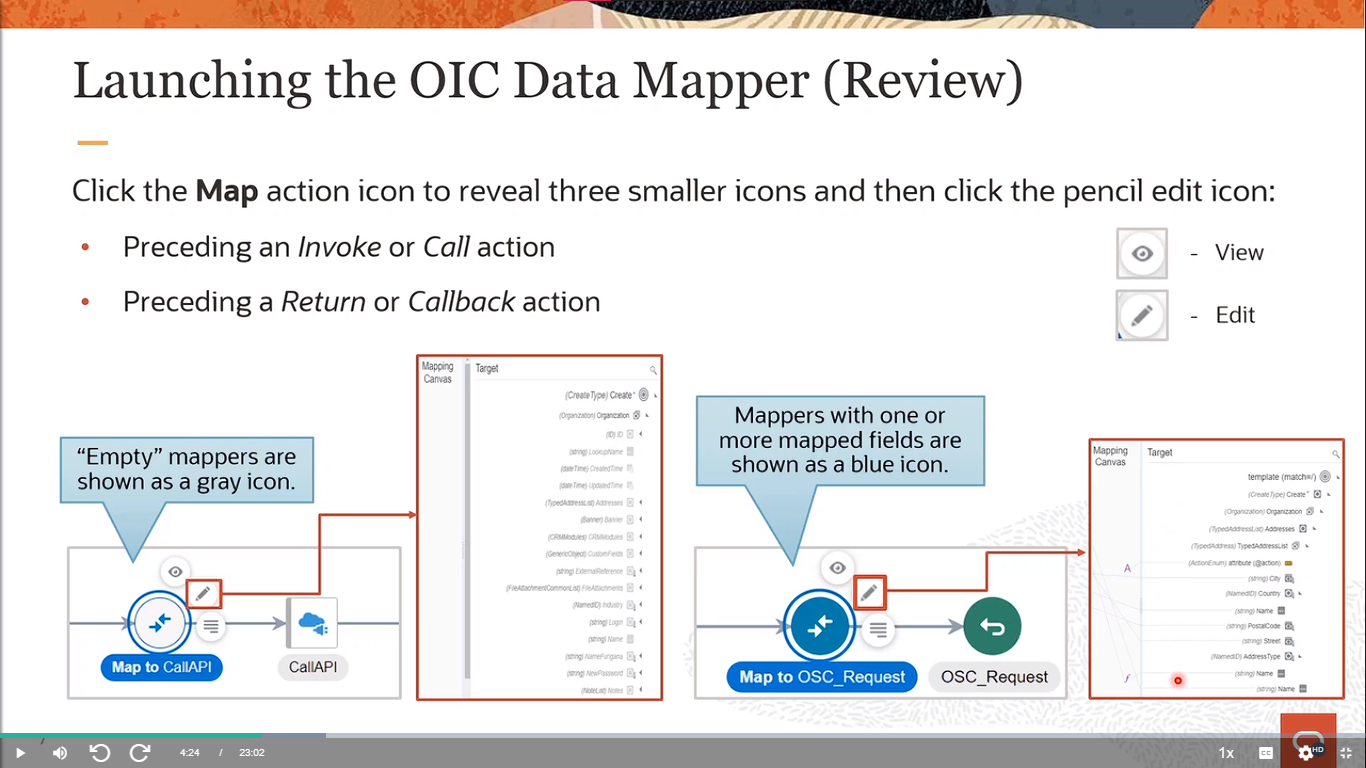 Launching the OIC Data Mapper (Review)
Click the Map action icon to reveal three smaller icons and then click the pencil edit icon:
• Preceding an Invoke or Call action
• Preceding a Return or Callback action
- View
- Edit
"Empty" mappers are
shown as a gray icon.
Map to CallAPI
CallAPI
Mapping
Canvas
Target
(CreateType) Create*
(Organization) Organization
(ID) ID
(string) LookupName
(dateTime) CreatedTime
(dateTime) UpdatedTime
(TypedAddressList) Addresses
(Banner) Banner
(CRMModules) CRMModules
(GenericObject) CustomFields
(string) ExternalReference
(FileAttachmentCommonList) FileAttachments
(NamedID) Industry
(string) Login
(string) Name
(string) NameFurigana
(string) NewPassword
(NoteList) Notes
Mappers with one or
more mapped fields are
shown as a blue icon.
Map to OSC_Request
OSC_Request
Mapping
Canvas
Target
template (match=/)
(CreateType) Create*
(Organization) Organization
(TypedAddressList) Addresses
(TypedAddress) TypedAddressList
(ActionEnum) attribute (@action)
A
(string) City
(NamedID) Country
(string) Name
(string) PostalCode
(string) Street
(NamedID) AddressType
(string) Name
f
(string) Name
4:24 / 23:02
1x
CC
HD